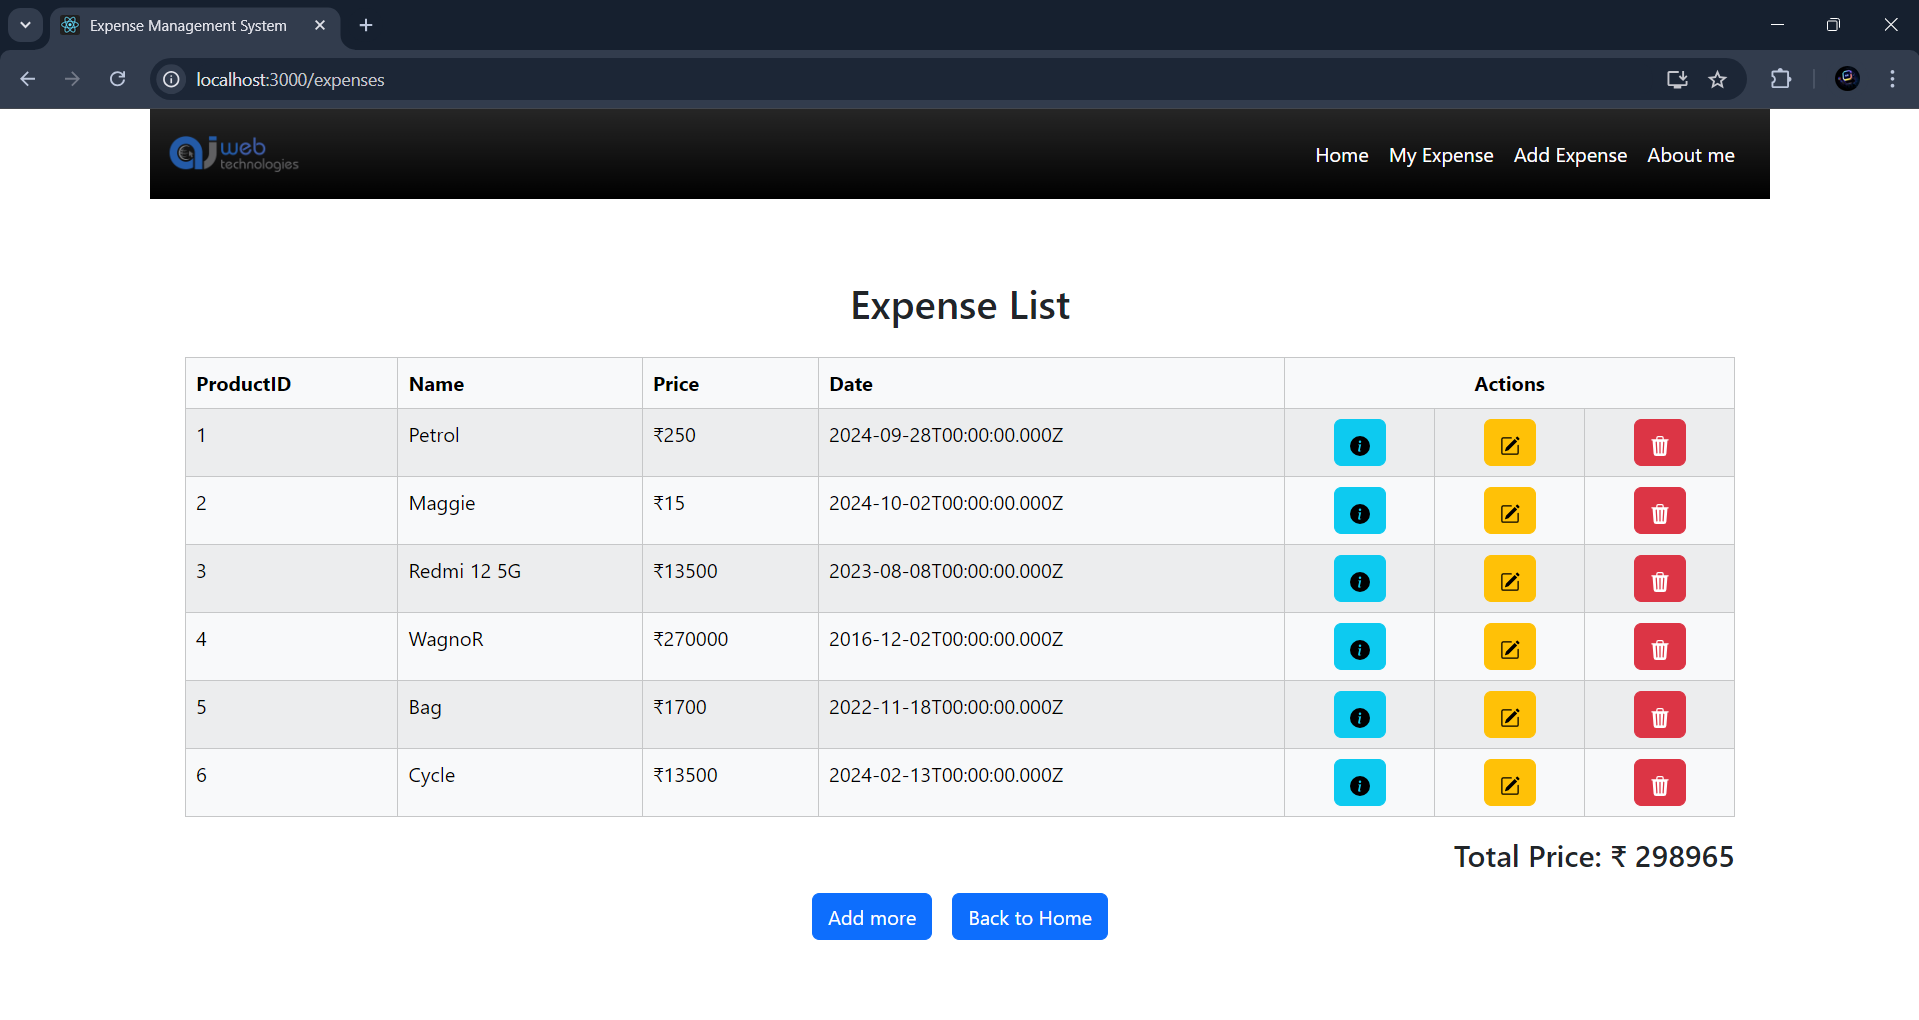 Expense Management System
localhost:3000/expenses
aj web technologies
Home My Expense Add Expense About me
Expense List
ProductID Name Price Date Actions
1 Petrol ₹250 2024-09-28T00:00:00.000Z
2 Maggie ₹15 2024-10-02T00:00:00.000Z
3 Redmi 12 5G ₹13500 2023-08-08T00:00:00.000Z
4 WagnoR ₹270000 2016-12-02T00:00:00.000Z
5 Bag ₹1700 2022-11-18T00:00:00.000Z
6 Cycle ₹13500 2024-02-13T00:00:00.000Z
Total Price: ₹ 298965
Add more Back to Home